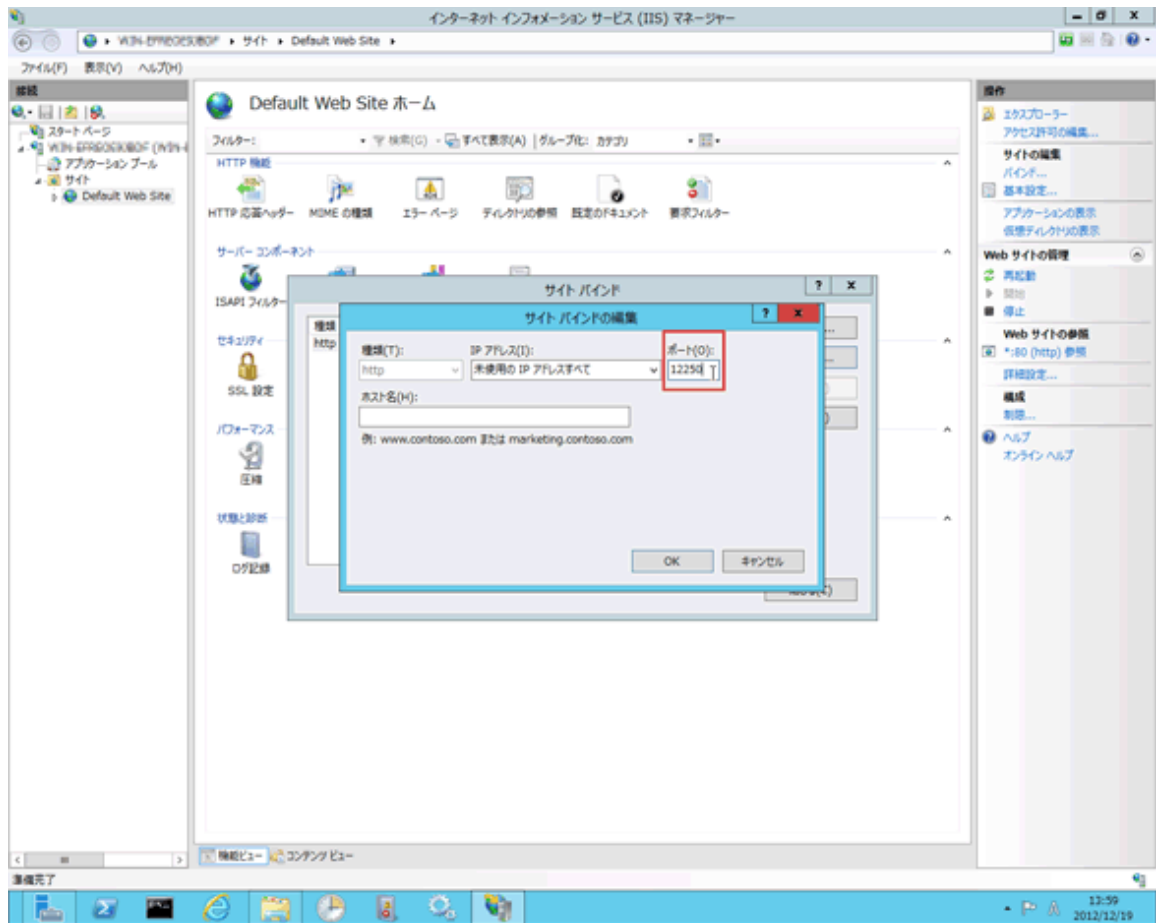 インターネット インフォメーション サービス (IIS) マネージャー
サイト
Default Web Site
ファイル(F) 表示(V) ヘルプ(H)
接続
スタート ページ
アプリケーション プール
サイト
Default Web Site
Default Web Site ホーム
フィルター: 検索(G) すべて表示(A) グループ化: カテゴリ
HTTP 機能
HTTP 応答ヘッダー MIME の種類 エラー ページ ディレクトリの参照 既定のドキュメント 要求フィルター
サーバー コンポーネント
ISAPI フィルター
セキュリティ
SSL 設定
パフォーマンス
圧縮
状態と診断
ログ記録
サイト バインド
種類
http
サイト バインドの編集
種類(T): IP アドレス(I): ポート(O):
http 未使用の IP アドレスすべて 12250
ホスト名(H):
例: www.contoso.com または marketing.contoso.com
OK キャンセル
操作
エクスプローラー
アクセス許可の編集...
サイトの編集
バインド...
基本設定...
アプリケーションの表示
仮想ディレクトリの表示
Web サイトの管理
再起動
開始
停止
Web サイトの参照
*:80 (http) 参照
詳細設定...
構成
制限...
ヘルプ
オンライン ヘルプ
機能ビュー コンテンツ ビュー
準備完了
13:59
2012/12/19